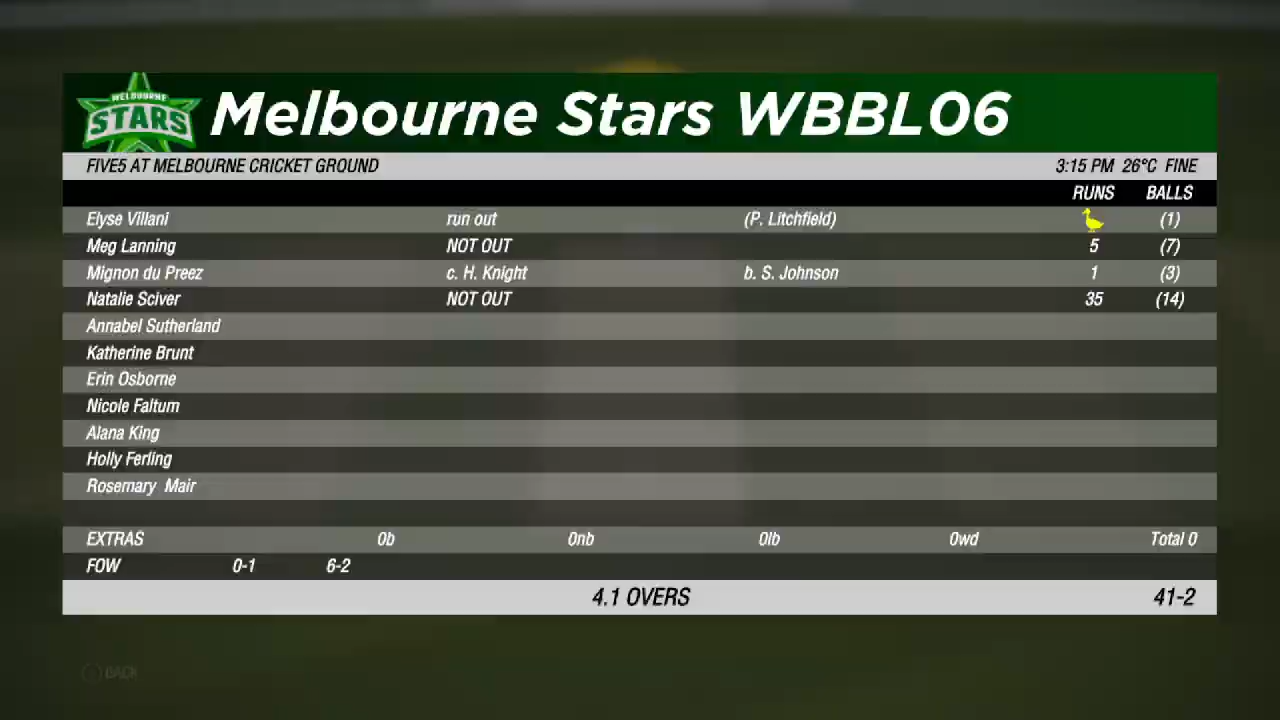 MELBOURNE
STARS
Melbourne Stars WBBL06
FIVE5 AT MELBOURNE CRICKET GROUND 3:15 PM 26°C FINE
RUNS BALLS
Elyse Villani run out (P. Litchfield) (1)
Meg Lanning NOT OUT 5 (7)
Mignon du Preez c. H. Knight b. S. Johnson 1 (3)
Natalie Sciver NOT OUT 35 (14)
Annabel Sutherland
Katherine Brunt
Erin Osborne
Nicole Faltum
Alana King
Holly Ferling
Rosemary Mair
EXTRAS 0b 0nb 0lb 0wd Total 0
FOW 0-1 6-2
4.1 OVERS 41-2
BACK